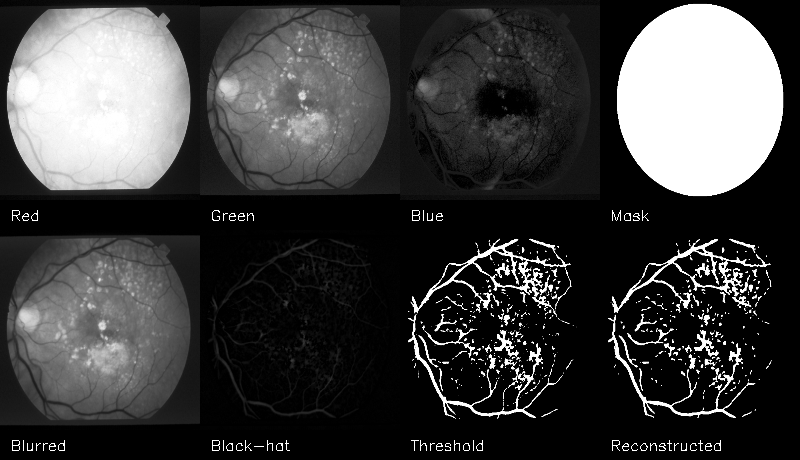 Red
Green
Blue
Mask
Blurred
Black-hat
Threshold
Reconstructed